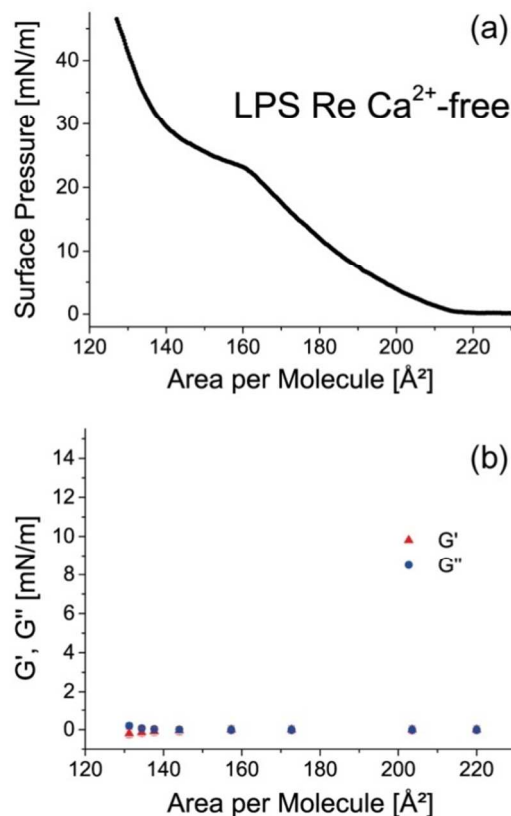 (a)
LPS Re Ca²⁺-free
Surface Pressure [mN/m]
40
30
20
10
0
120 140 160 180 200 220
Area per Molecule [Å²]
(b)
G', G'' [mN/m]
14
12
10
8
6
4
2
0
G'
G''
120 140 160 180 200 220
Area per Molecule [Å²]